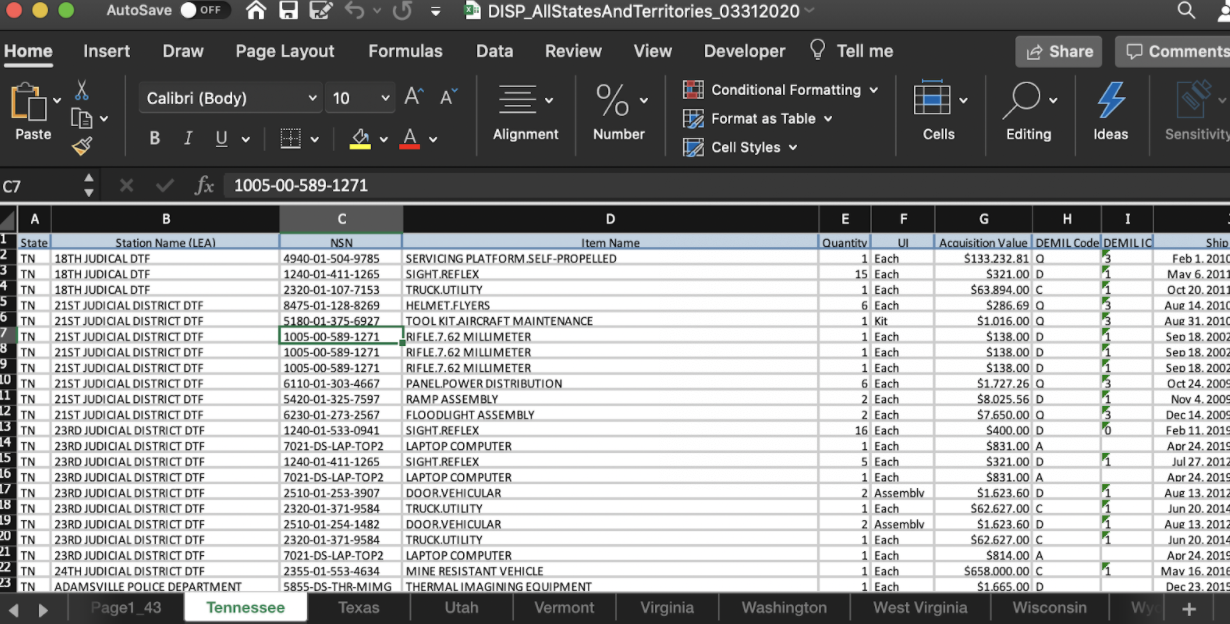 AutoSave OFF DISP_AllStatesAndTerritories_03312020
Home Insert Draw Page Layout Formulas Data Review View Developer Tell me Share Comments
Paste Calibri (Body) 10 A A B I U A Alignment % Number Conditional Formatting Format as Table Cell Styles Cells Editing Ideas Sensitivity
C7 fx 1005-00-589-1271
A B C D E F G H I
1 State Station Name (LEA) NSN Item Name Quantity UI Acquisition Value DEMIL Code DEMIL IC Ship
2 TN 18TH JUDICAL DTF 4940-01-504-9785 SERVICING PLATFORM.SELF-PROPELLED 1 Each $133.232.81 Q 3 Feb 1. 2010
3 TN 18TH JUDICAL DTF 1240-01-411-1265 SIGHT.REFLEX 15 Each $321.00 D 1 May 6. 2011
4 TN 18TH JUDICAL DTF 2320-01-107-7153 TRUCK.UTILITY 1 Each $63.894.00 C 1 Oct 20. 2011
5 TN 21ST JUDICIAL DISTRICT DTF 8475-01-128-8269 HELMET.FLYERS 6 Each $286.69 Q 3 Aug 14. 2010
6 TN 21ST JUDICIAL DISTRICT DTF 5180-01-375-6927 TOOL KIT.AIRCRAFT MAINTENANCE 1 Kit $1.016.00 Q 3 Aug 31. 2010
7 TN 21ST JUDICIAL DISTRICT DTF 1005-00-589-1271 RIFLE.7.62 MILLIMETER 1 Each $138.00 D 1 Sep 18. 2002
8 TN 21ST JUDICIAL DISTRICT DTF 1005-00-589-1271 RIFLE.7.62 MILLIMETER 1 Each $138.00 D 1 Sep 18. 2002
9 TN 21ST JUDICIAL DISTRICT DTF 1005-00-589-1271 RIFLE.7.62 MILLIMETER 1 Each $138.00 D 1 Sep 18. 2002
10 TN 21ST JUDICIAL DISTRICT DTF 6110-01-303-4667 PANEL.POWER DISTRIBUTION 6 Each $1.727.26 Q 3 Oct 24. 2009
11 TN 21ST JUDICIAL DISTRICT DTF 5420-01-325-7597 RAMP ASSEMBLY 2 Each $8.025.56 D 1 Nov 4. 2009
12 TN 21ST JUDICIAL DISTRICT DTF 6230-01-273-2567 FLOODLIGHT ASSEMBLY 2 Each $7.650.00 Q 3 Dec 14. 2009
13 TN 23RD JUDICIAL DISTRICT DTF 1240-01-533-0941 SIGHT.REFLEX 16 Each $400.00 D 0 Feb 11. 2019
14 TN 23RD JUDICIAL DISTRICT DTF 7021-DS-LAP-TOP2 LAPTOP COMPUTER 1 Each $831.00 A Apr 24. 2019
15 TN 23RD JUDICIAL DISTRICT DTF 1240-01-411-1265 SIGHT.REFLEX 5 Each $321.00 D 1 Jul 27. 2012
16 TN 23RD JUDICIAL DISTRICT DTF 7021-DS-LAP-TOP2 LAPTOP COMPUTER 1 Each $831.00 A Apr 24. 2019
17 TN 23RD JUDICIAL DISTRICT DTF 2510-01-253-3907 DOOR.VEHICULAR 2 Assembly $1.623.60 D 1 Aug 13. 2012
18 TN 23RD JUDICIAL DISTRICT DTF 2320-01-371-9584 TRUCK.UTILITY 1 Each $62.627.00 C 1 Jun 20. 2014
19 TN 23RD JUDICIAL DISTRICT DTF 2510-01-254-1482 DOOR.VEHICULAR 2 Assembly $1.623.60 D 1 Aug 13. 2012
20 TN 23RD JUDICIAL DISTRICT DTF 2320-01-371-9584 TRUCK.UTILITY 1 Each $62.627.00 C 1 Jun 20. 2014
21 TN 23RD JUDICIAL DISTRICT DTF 7021-DS-LAP-TOP2 LAPTOP COMPUTER 1 Each $814.00 A Apr 24. 2019
22 TN 24TH JUDICIAL DISTRICT DTF 2355-01-553-4634 MINE RESISTANT VEHICLE 1 Each $658.000.00 C 1 May 16. 2016
23 TN ADAMSVILLE POLICE DEPARTMENT 5855-DS-THR-MIMG THERMAL IMAGINING EQUIPMENT 1 Each $1.665.00 D Dec 23. 2015
Page1_43 Tennessee Texas Utah Vermont Virginia Washington West Virginia Wisconsin Wy +